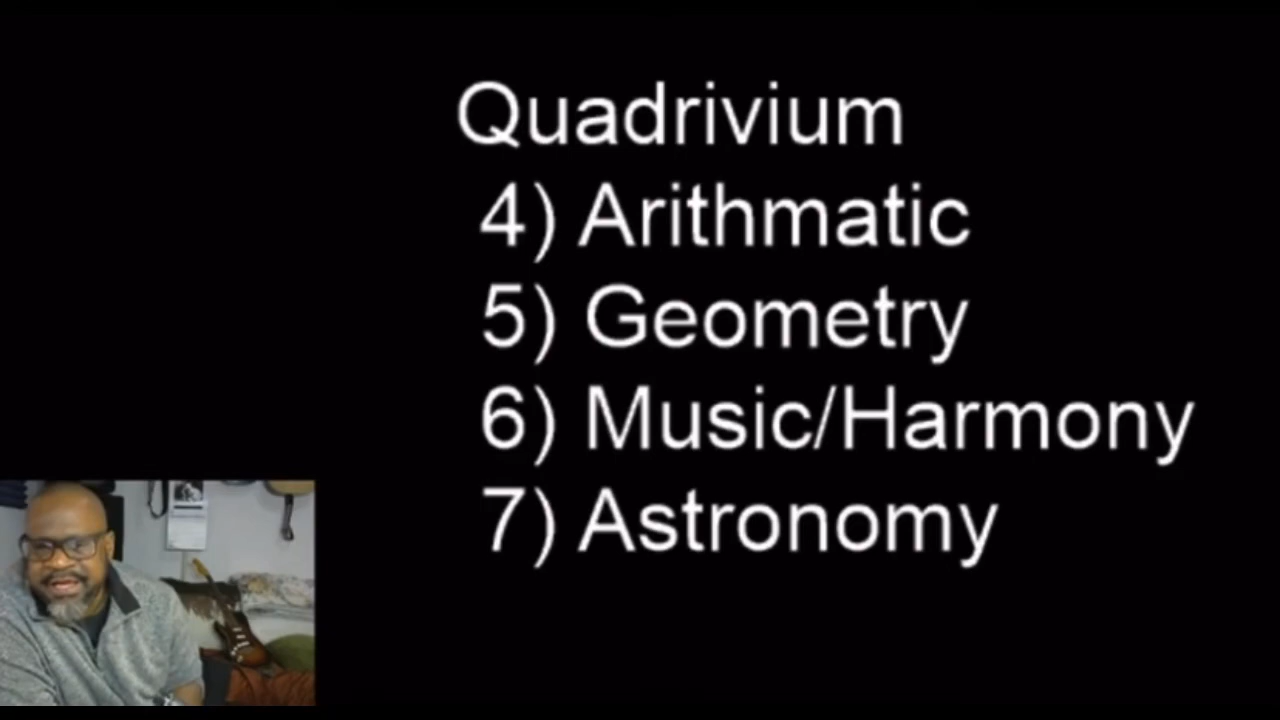 Quadrivium
4) Arithmatic
5) Geometry
6) Music/Harmony
7) Astronomy